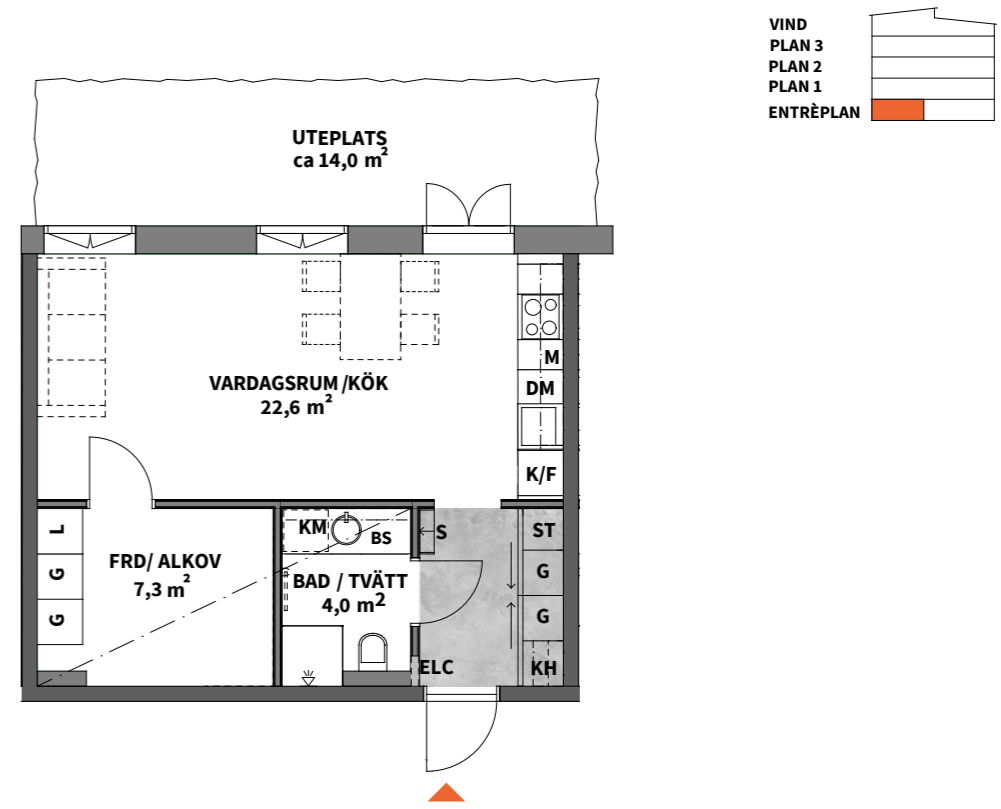 VIND
PLAN 3
PLAN 2
PLAN 1
ENTRÈPLAN
UTEPLATS
ca 14,0 m²
VARDAGSRUM /KÖK
22,6 m²
M
DM
K/F
L
G
G
FRD/ ALKOV
7,3 m²
KM
BS
BAD / TVÄTT
4,0 m²
S
ELC
ST
G
G
KH